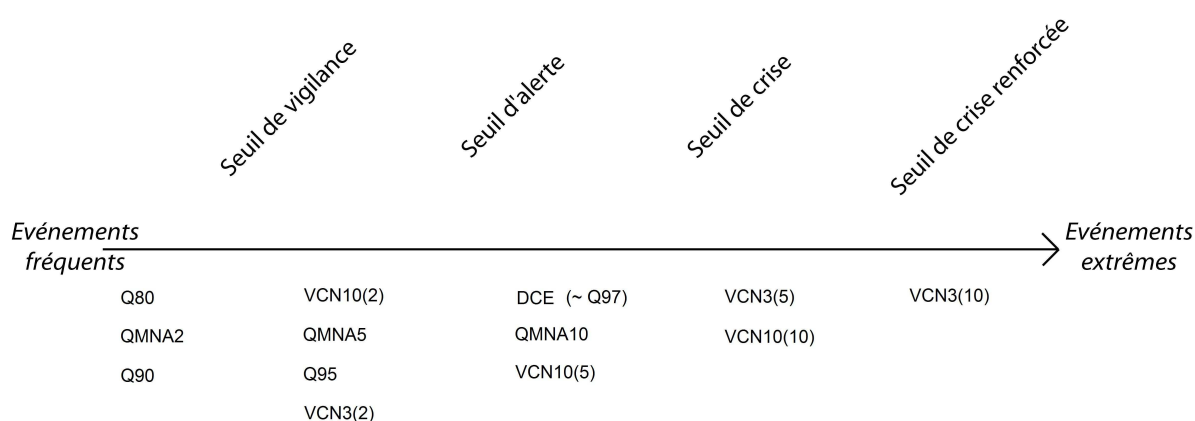 Seuil de vigilance
Seuil d'alerte
Seuil de crise
Seuil de crise renforcée
Evénements
fréquents
Evénements
extrêmes
Q80
VCN10(2)
DCE (~ Q97)
VCN3(5)
VCN3(10)
QMNA2
QMNA5
QMNA10
VCN10(10)
Q90
Q95
VCN10(5)
VCN3(2)